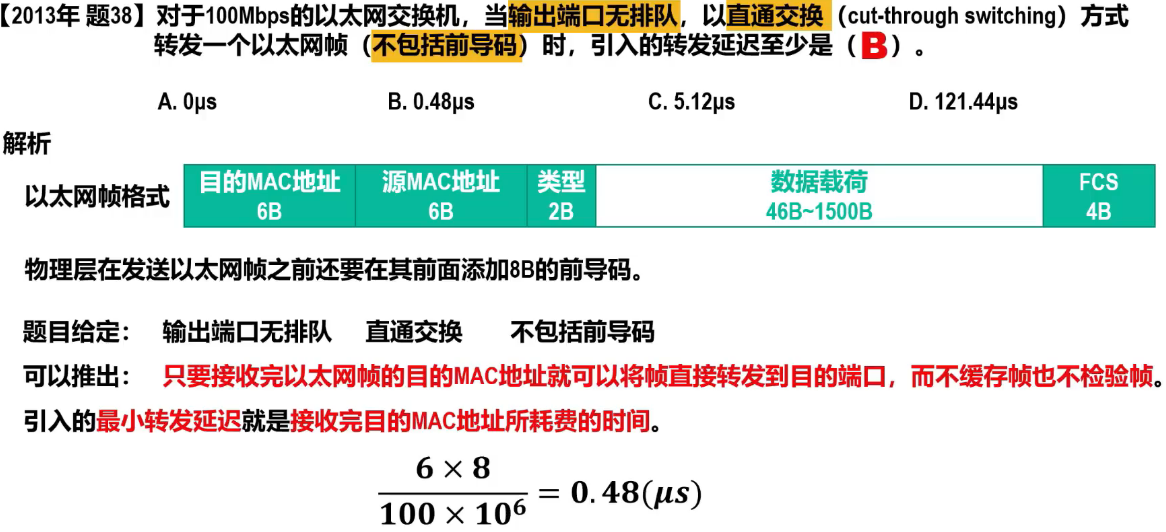 【2013年 题38】对于100Mbps的以太网交换机，当输出端口无排队，以直通交换（cut-through switching）方式
转发一个以太网帧（不包括前导码）时，引入的转发延迟至少是（B）。
A. 0μs B. 0.48μs C. 5.12μs D. 121.44μs
解析
以太网帧格式 目的MAC地址 源MAC地址 类型 数据载荷 FCS
6B 6B 2B 46B~1500B 4B
物理层在发送以太网帧之前还要在其前面添加8B的前导码。
题目给定： 输出端口无排队 直通交换 不包括前导码
可以推出： 只要接收完以太网帧的目的MAC地址就可以将帧直接转发到目的端口，而不缓存帧也不检验帧。
引入的最小转发延迟就是接收完目的MAC地址所耗费的时间。
6 × 8
100 × 10⁶ = 0.48(μs)